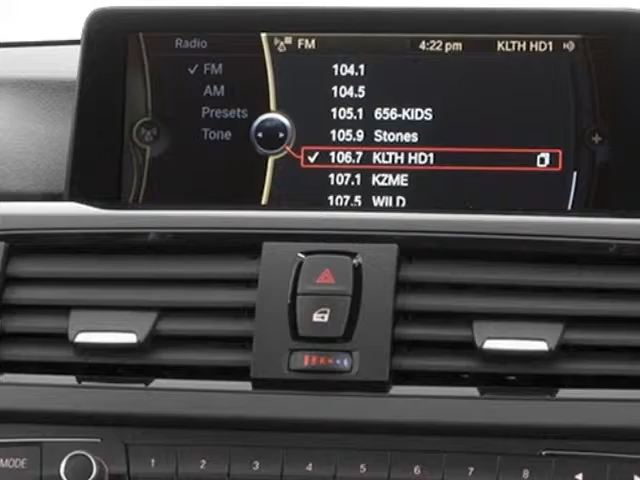 Radio
FM
4:22 pm
KLTH HD1
FM
AM
Presets
Tone
104.1
104.5
105.1 656-KIDS
105.9 Stones
106.7 KLTH HD1
107.1 KZME
107.5 WILD
MODE
1 2 3 4 5 6 7 8